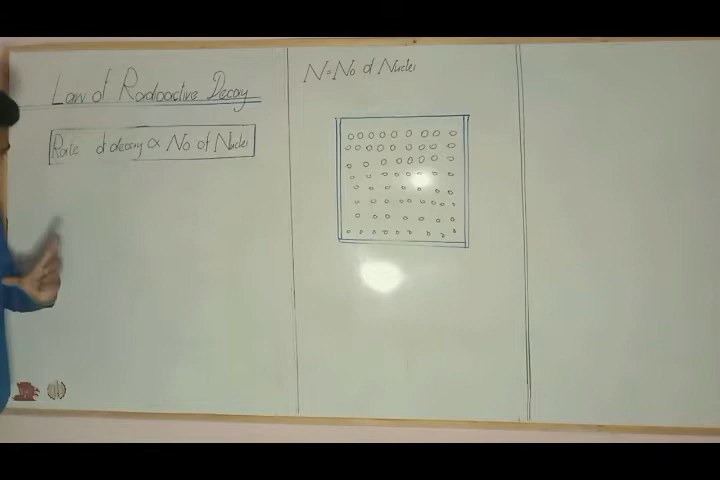 Law of Radioactive Decay
Rate of decay ∝ No of Nuclei
N = No of Nuclei